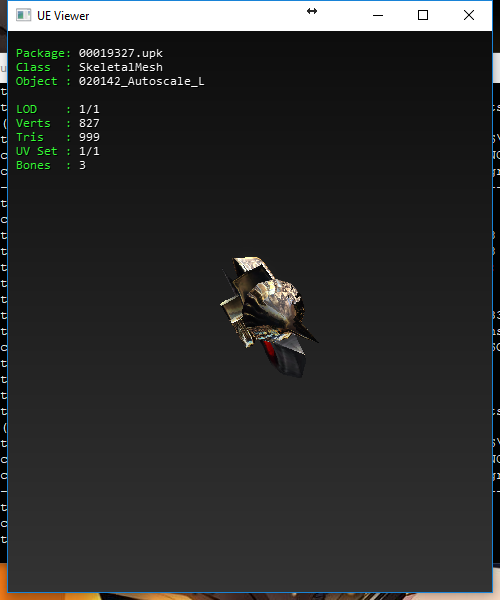 UE Viewer
Package: 00019327.upk
Class : SkeletalMesh
Object : 020142_Autoscale_L
LOD : 1/1
Verts : 827
Tris : 999
UV Set : 1/1
Bones : 3